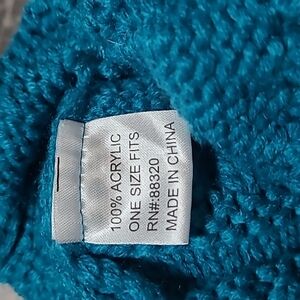 100% ACRYLIC
ONE SIZE FITS
RN#:88320
MADE IN CHINA